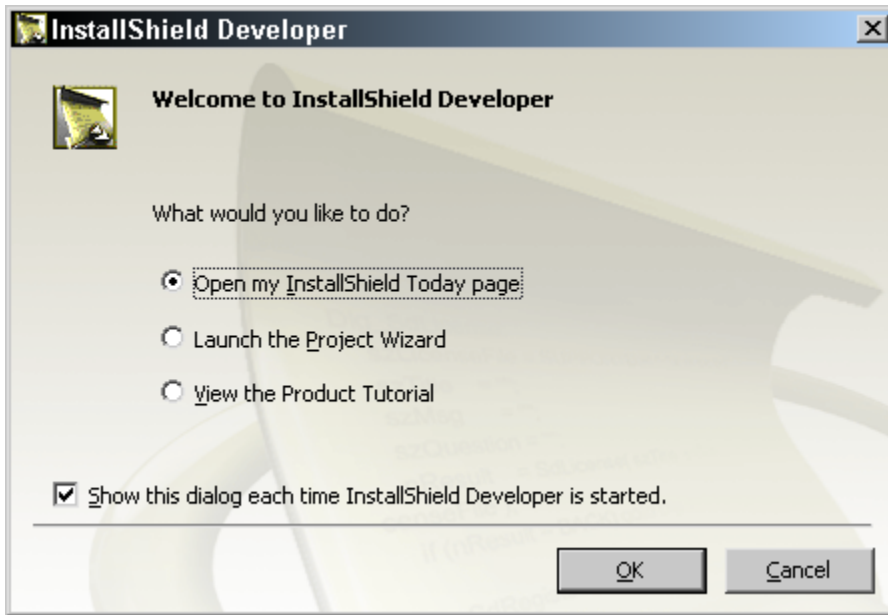 InstallShield Developer
Welcome to InstallShield Developer
What would you like to do?
Open my InstallShield Today page
Launch the Project Wizard
View the Product Tutorial
Show this dialog each time InstallShield Developer is started.
OK
Cancel